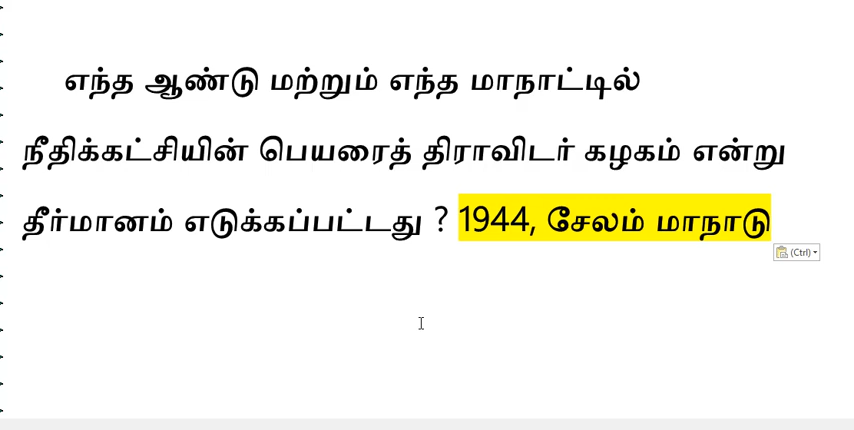 எந்த ஆண்டு மற்றும் எந்த மாநாட்டில்
நீதிக்கட்சியின் பெயரைத் திராவிடர் கழகம் என்று
தீர்மானம் எடுக்கப்பட்டது ? 1944, சேலம் மாநாடு
(Ctrl)